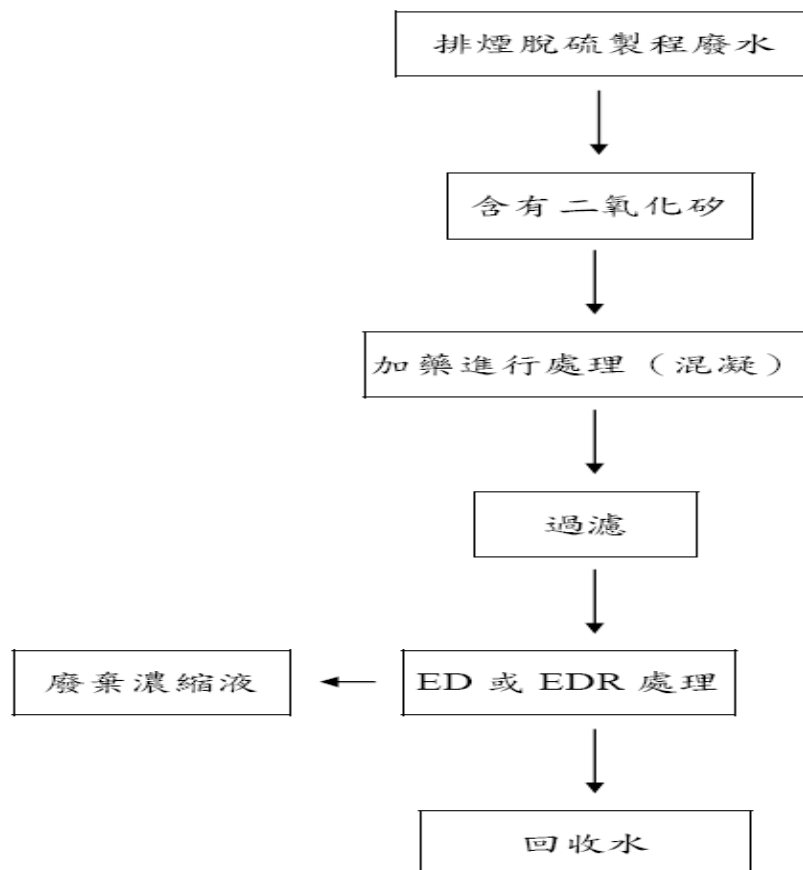 排煙脫硫製程廢水
含有二氧化矽
加藥進行處理（混凝）
過濾
廢棄濃縮液
ED 或 EDR 處理
回收水